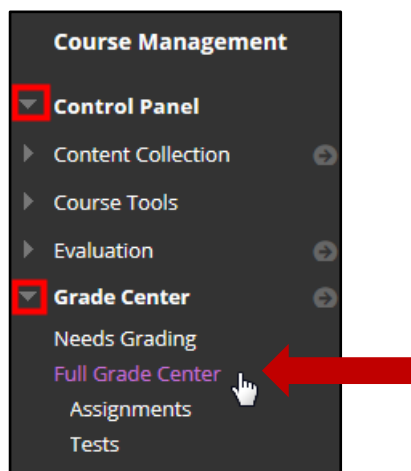 Course Management
Control Panel
Content Collection
Course Tools
Evaluation
Grade Center
Needs Grading
Full Grade Center
Assignments
Tests